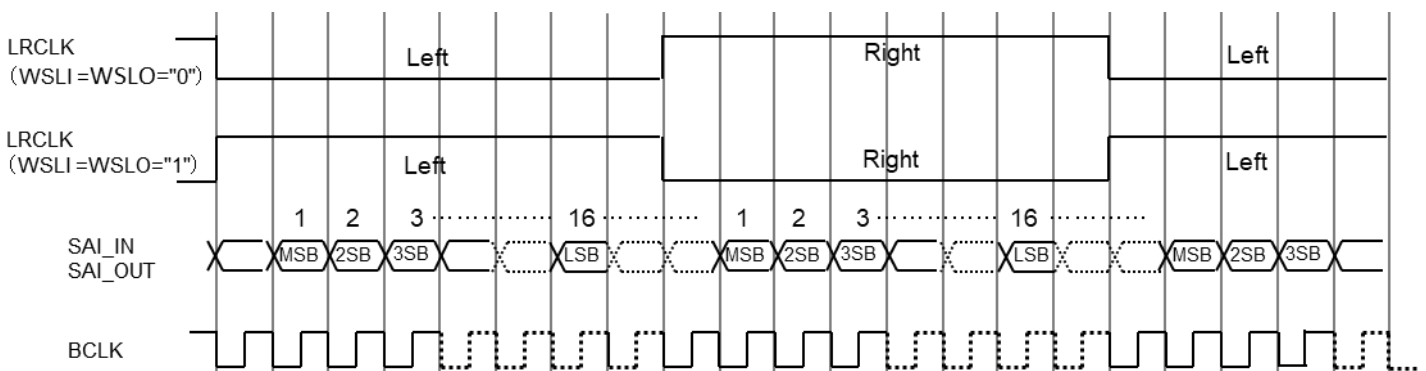 LRCLK
（WSLI =WSLO="0"）
Left Right Left
LRCLK
（WSLI =WSLO="1"）
Left Right Left
1 2 3 ·········· 16 ········ 1 2 3 ·········· 16 ········
SAI_IN
SAI_OUT
MSB 2SB 3SB LSB MSB 2SB 3SB LSB MSB 2SB 3SB
BCLK